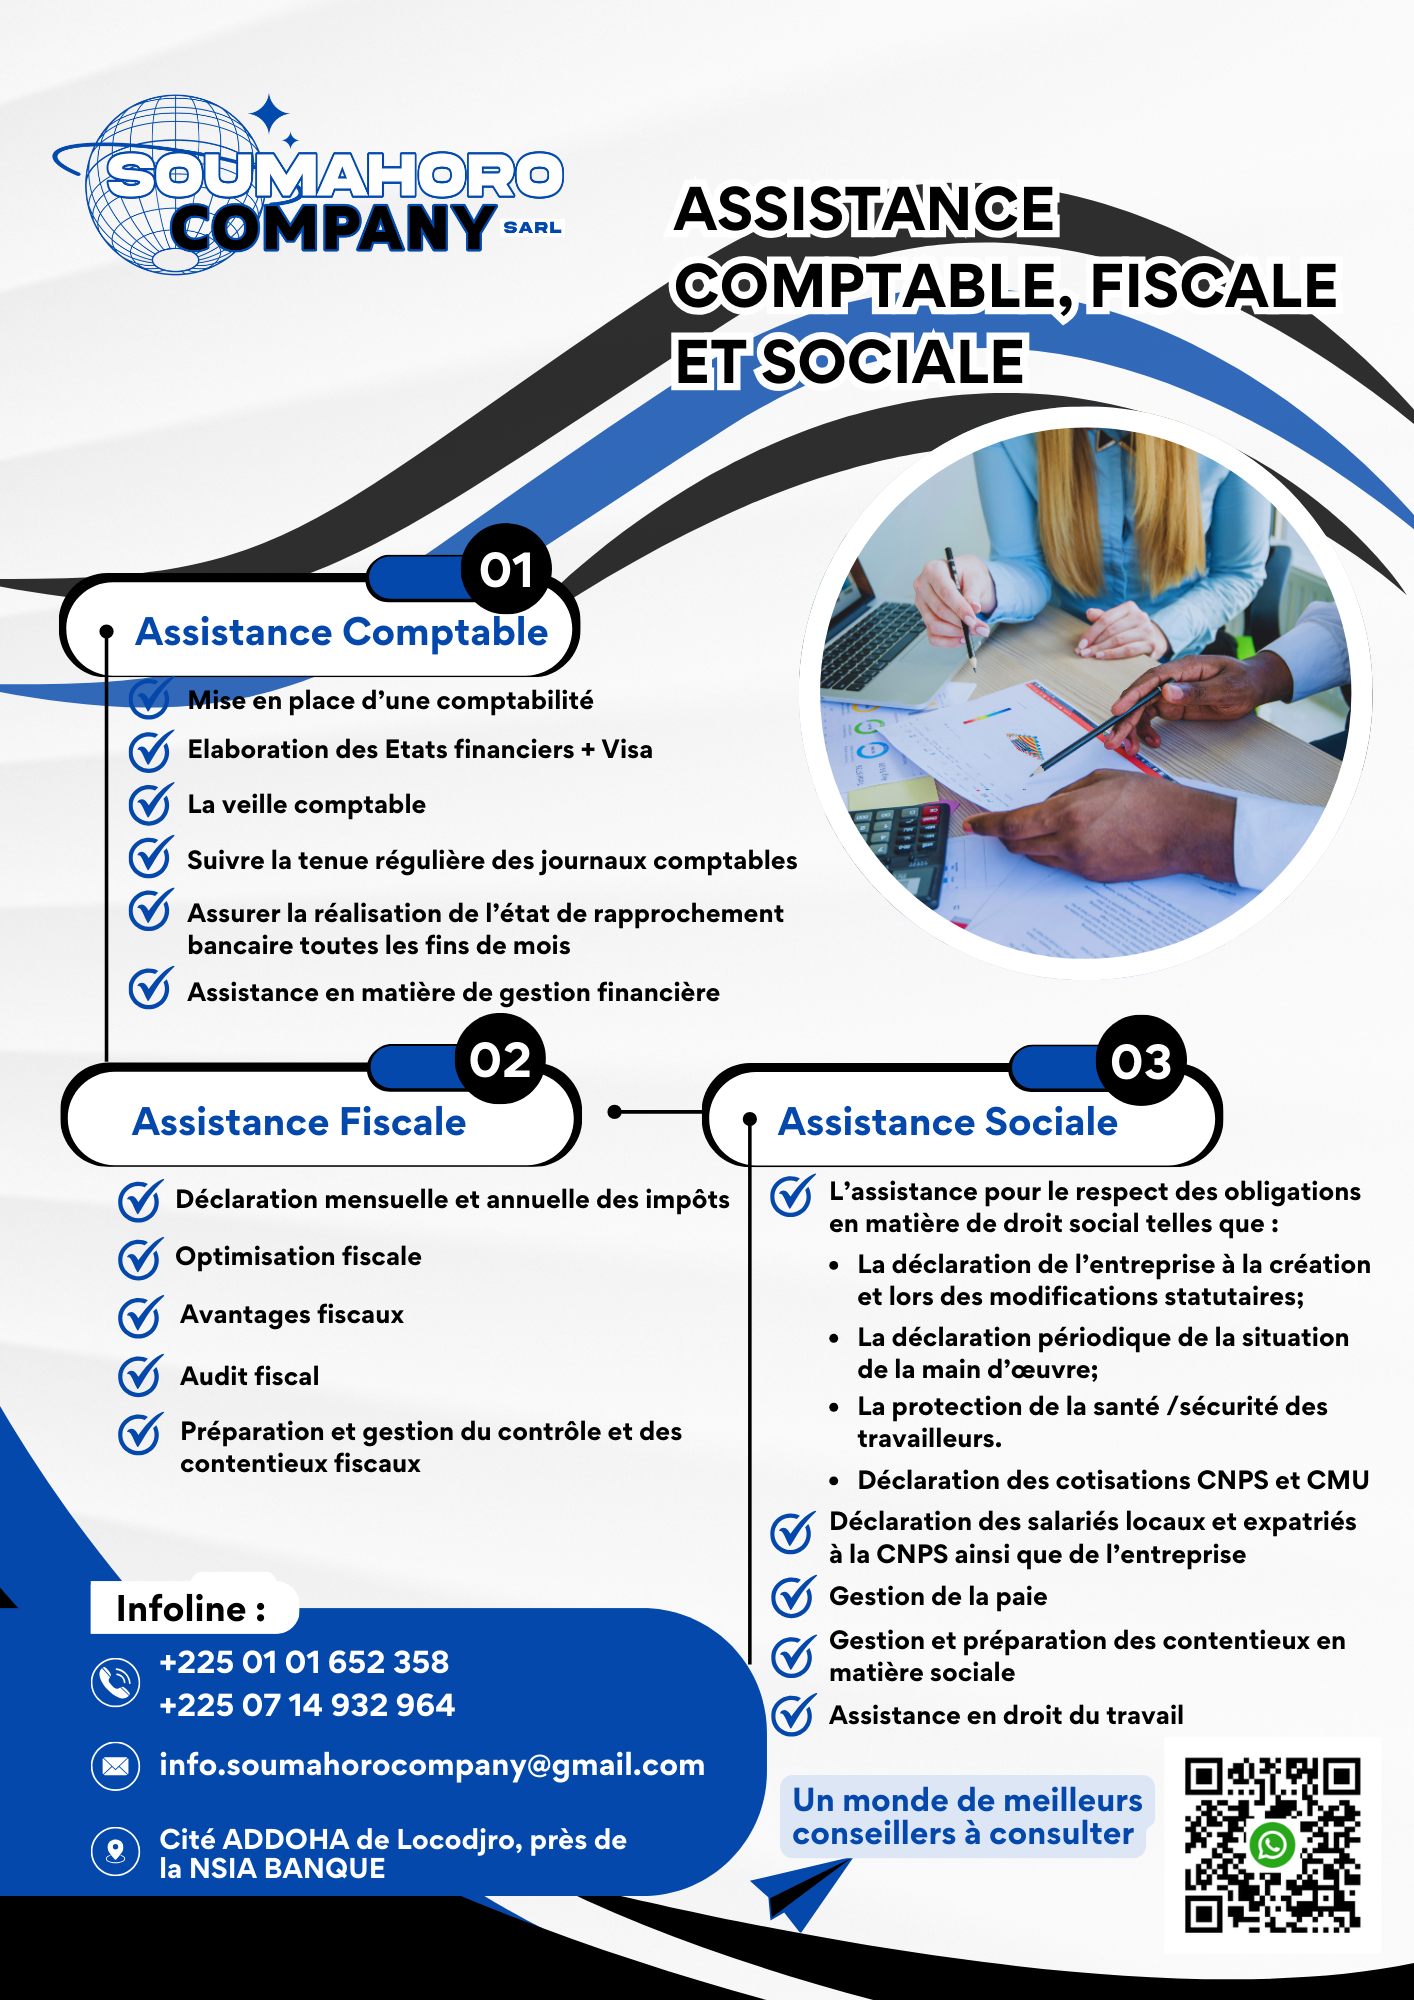 SOUMAHORO
COMPANY SARL
ASSISTANCE
COMPTABLE, FISCALE
ET SOCIALE
01
Assistance Comptable
Mise en place d’une comptabilité
Elaboration des Etats financiers + Visa
La veille comptable
Suivre la tenue régulière des journaux comptables
Assurer la réalisation de l’état de rapprochement
bancaire toutes les fins de mois
Assistance en matière de gestion financière
02
Assistance Fiscale
Déclaration mensuelle et annuelle des impôts
Optimisation fiscale
Avantages fiscaux
Audit fiscal
Préparation et gestion du contrôle et des
contentieux fiscaux
03
Assistance Sociale
L’assistance pour le respect des obligations
en matière de droit social telles que :
• La déclaration de l’entreprise à la création
et lors des modifications statutaires;
• La déclaration périodique de la situation
de la main d’œuvre;
• La protection de la santé /sécurité des
travailleurs.
• Déclaration des cotisations CNPS et CMU
Déclaration des salariés locaux et expatriés
à la CNPS ainsi que de l’entreprise
Gestion de la paie
Gestion et préparation des contentieux en
matière sociale
Assistance en droit du travail
Infoline :
+225 01 01 652 358
+225 07 14 932 964
info.soumahorocompany@gmail.com
Cité ADDOHA de Locodjro, près de
la NSIA BANQUE
Un monde de meilleurs
conseillers à consulter